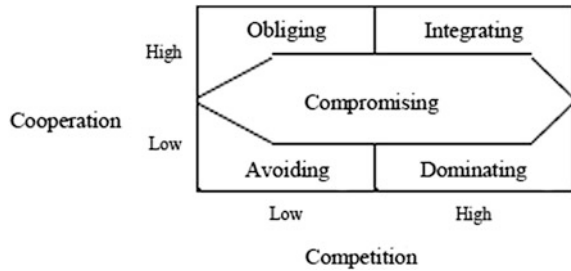 Obliging Integrating
High
Compromising
Cooperation
Low
Avoiding Dominating
Low High
Competition